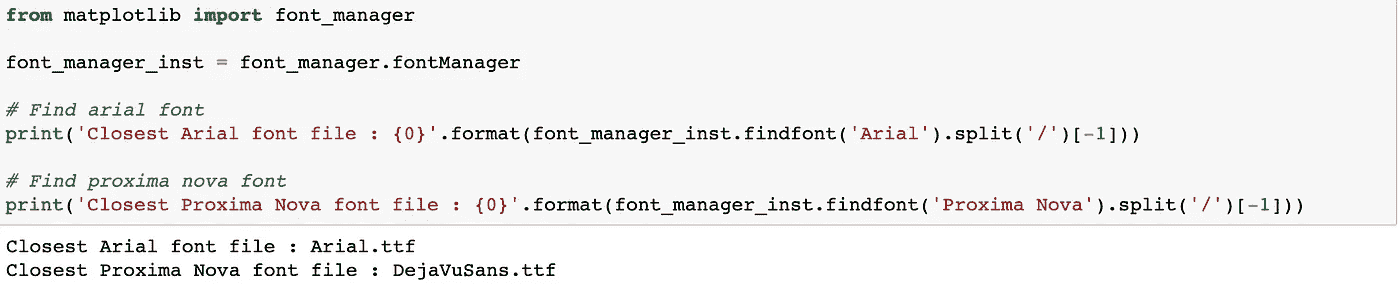 from matplotlib import font_manager
font_manager_inst = font_manager.fontManager
# Find arial font
print('Closest Arial font file : {0}'.format(font_manager_inst.findfont('Arial').split('/')[-1]))
# Find proxima nova font
print('Closest Proxima Nova font file : {0}'.format(font_manager_inst.findfont('Proxima Nova').split('/')[-1]))
Closest Arial font file : Arial.ttf
Closest Proxima Nova font file : DejaVuSans.ttf